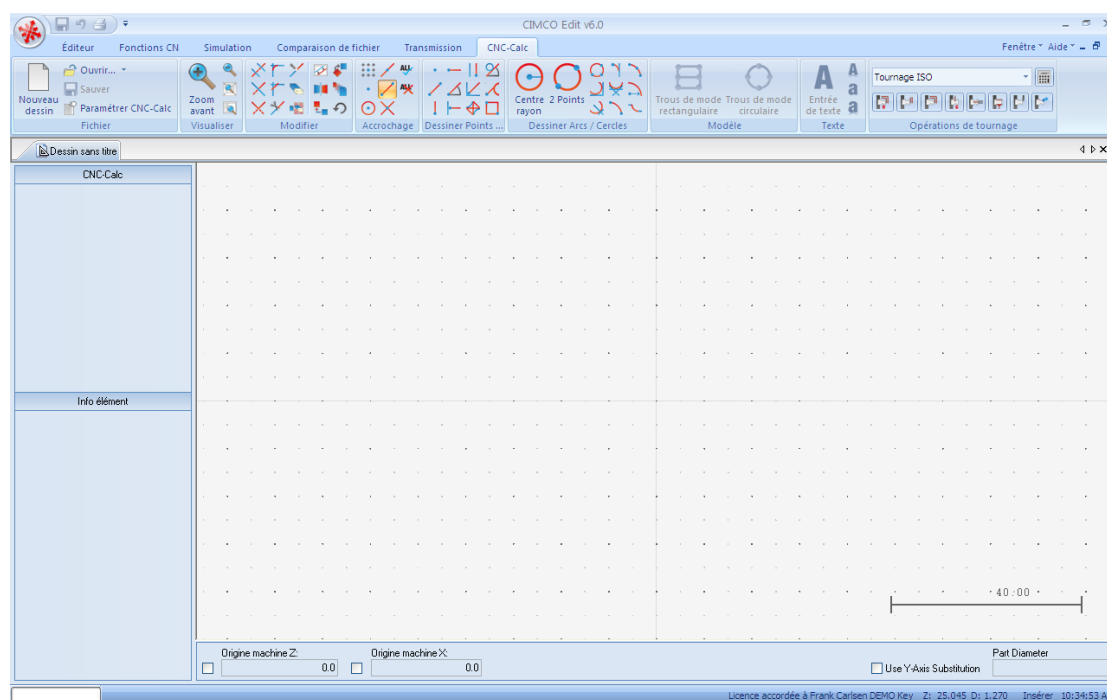 CIMCO Edit v6.0
Éditeur Fonctions CN Simulation Comparaison de fichier Transmission CNC-Calc Fenêtre Aide
Nouveau dessin
Ouvrir...
Sauver
Paramétrer CNC-Calc
Fichier
Zoom avant
Visualiser
Modifier
ALL
Accrochage
Dessiner Points ...
Centre rayon
2 Points
Dessiner Arcs / Cercles
Trous de mode rectangulaire
Trous de mode circulaire
Modèle
Entrée de texte
Texte
Tournage ISO
Opérations de tournage
Dessin sans titre
CNC-Calc
Info élément
40.00
Origine machine Z: Origine machine X: Part Diameter
0.0 0.0 Use Y-Axis Substitution
Licence accordée à Frank Carlsen DEMO Key Z: 25.045 D: 1.270 Insérer 10:34:53 A